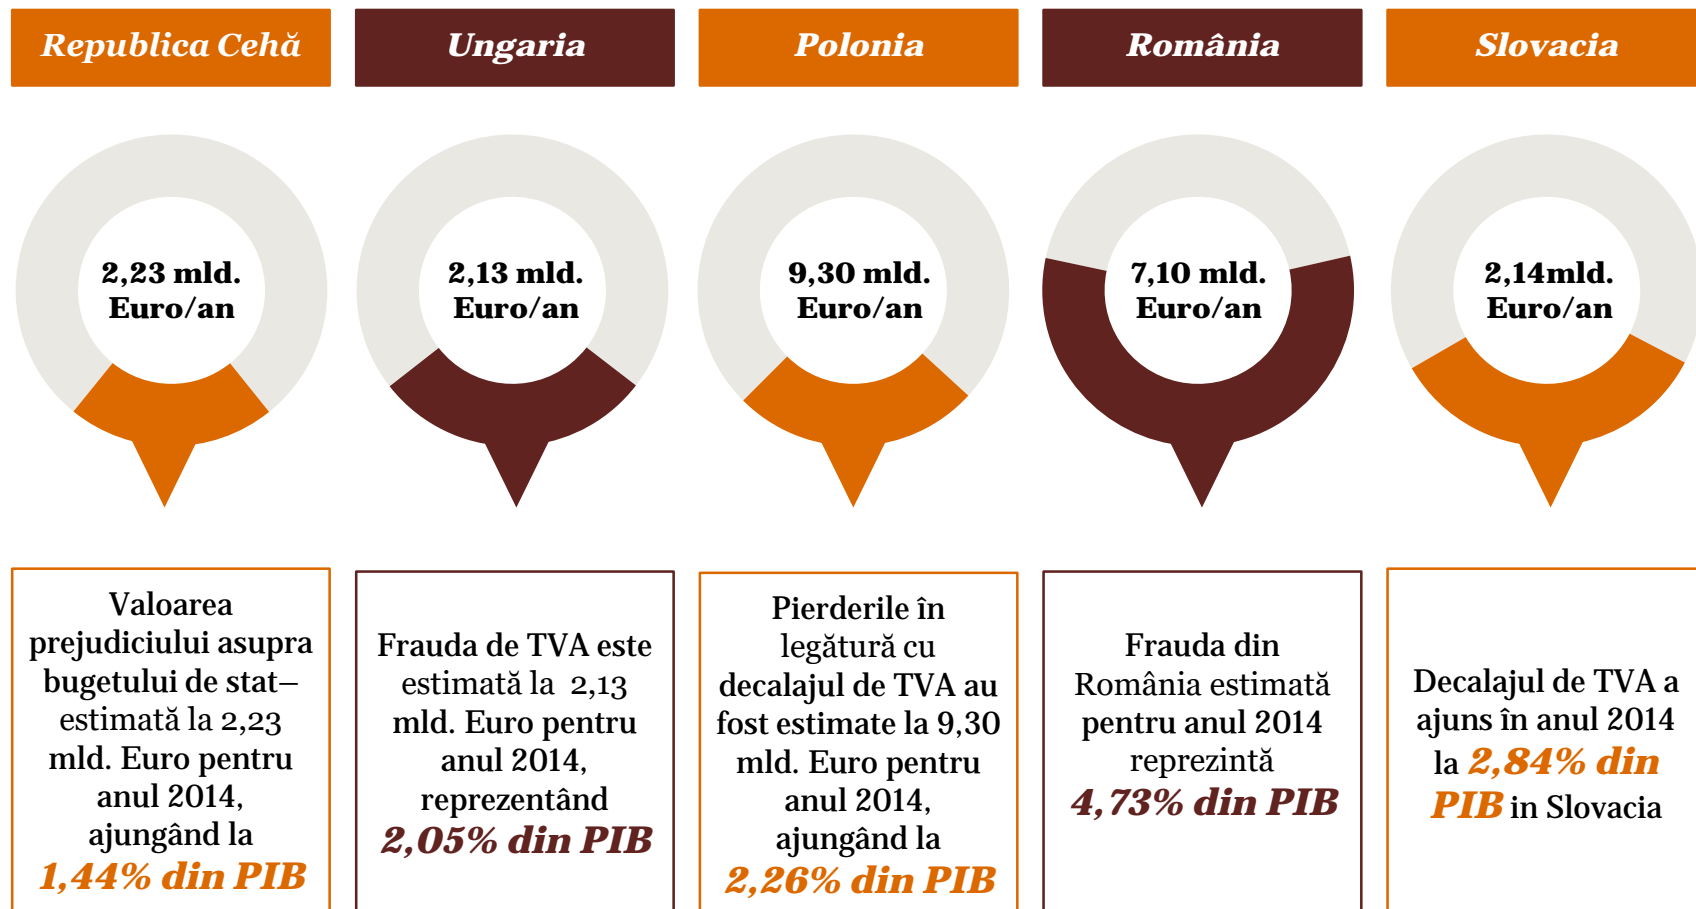 Republica Cehă
Ungaria
Polonia
România
Slovacia
2,23 mld.
Euro/an
2,13 mld.
Euro/an
9,30 mld.
Euro/an
7,10 mld.
Euro/an
2,14mld.
Euro/an
Valoarea
prejudiciului asupra
bugetului de stat–
estimată la 2,23
mld. Euro pentru
anul 2014,
ajungând la
1,44% din PIB
Frauda de TVA este
estimată la 2,13
mld. Euro pentru
anul 2014,
reprezentând
2,05% din PIB
Pierderile în
legătură cu
decalajul de TVA au
fost estimate la 9,30
mld. Euro pentru
anul 2014,
ajungând la
2,26% din PIB
Frauda din
România estimată
pentru anul 2014
reprezintă
4,73% din PIB
Decalajul de TVA a
ajuns în anul 2014
la 2,84% din
PIB in Slovacia